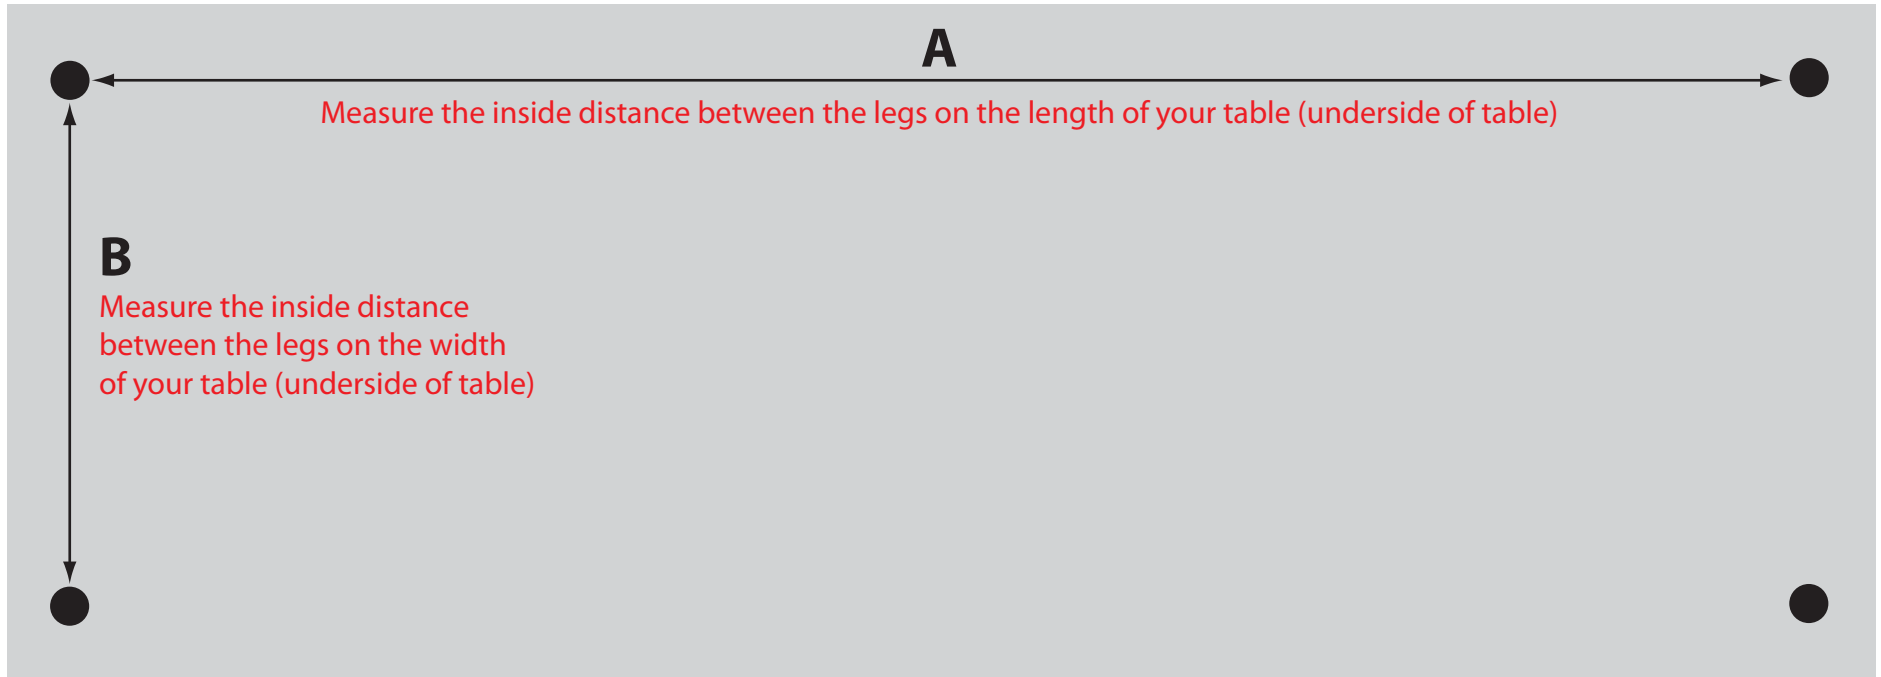 A
Measure the inside distance between the legs on the length of your table (underside of table)
B
Measure the inside distance
between the legs on the width
of your table (underside of table)